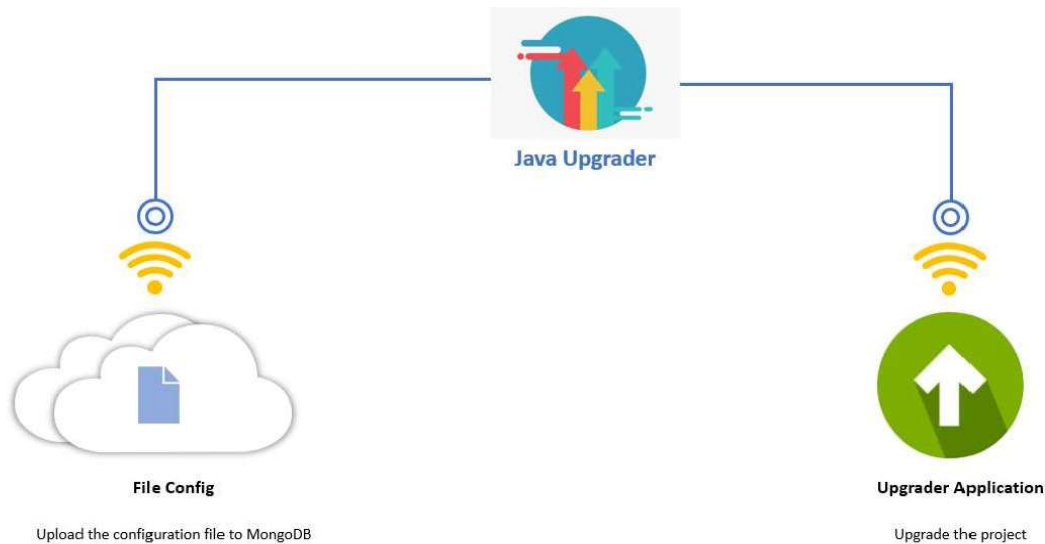 Java Upgrader
File Config
Upload the configuration file to MongoDB
Upgrader Application
Upgrade the project